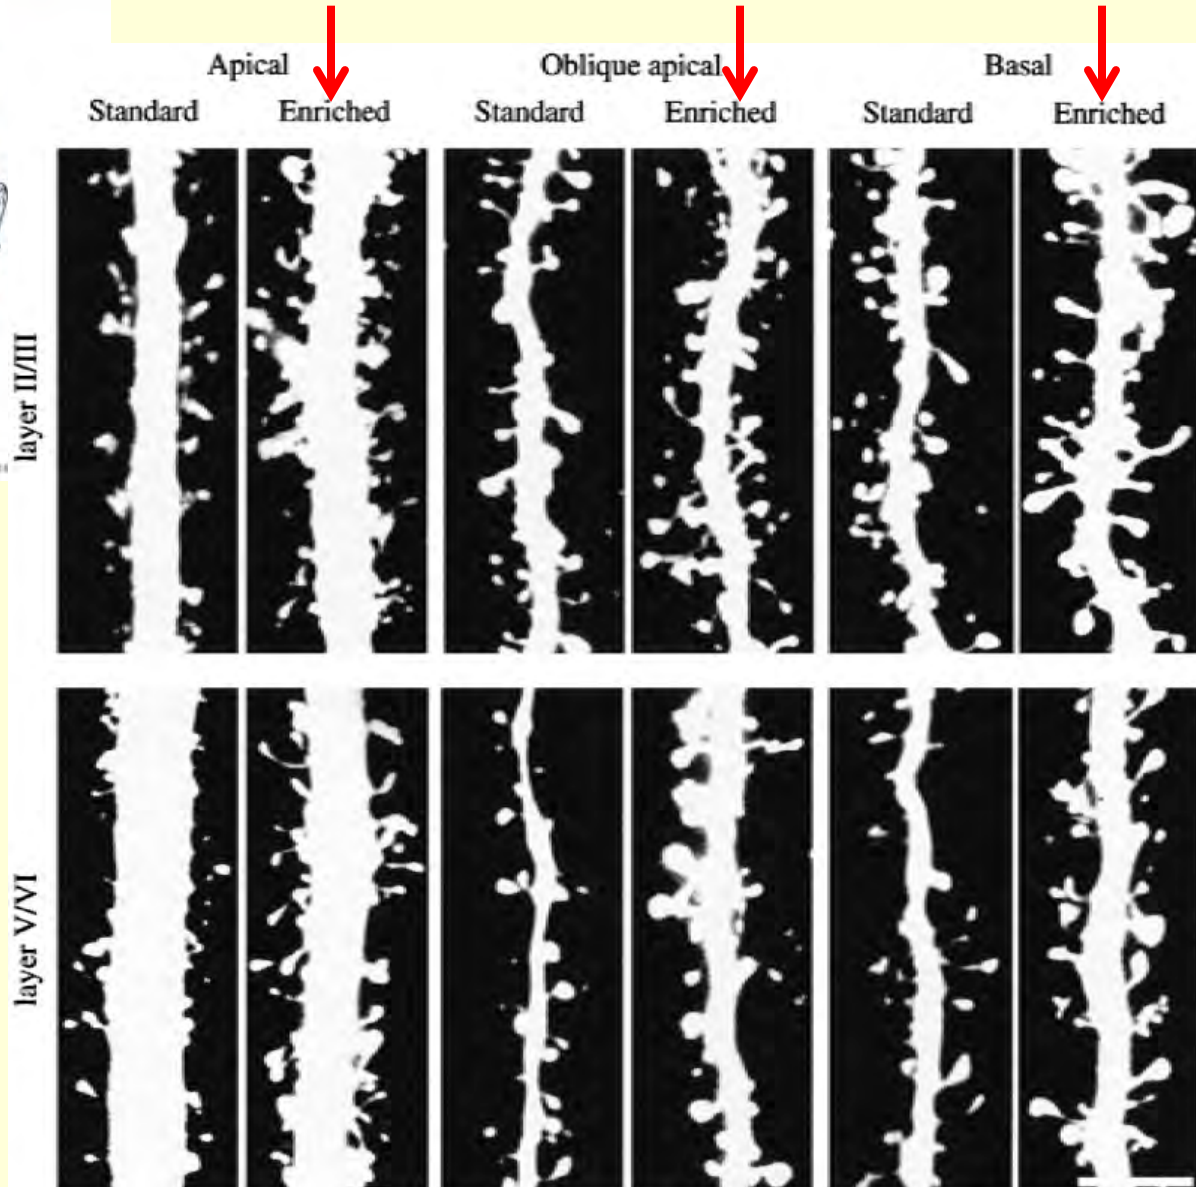 Apical Oblique apical Basal
Standard Enriched Standard Enriched Standard Enriched
layer II/III
layer V/VI